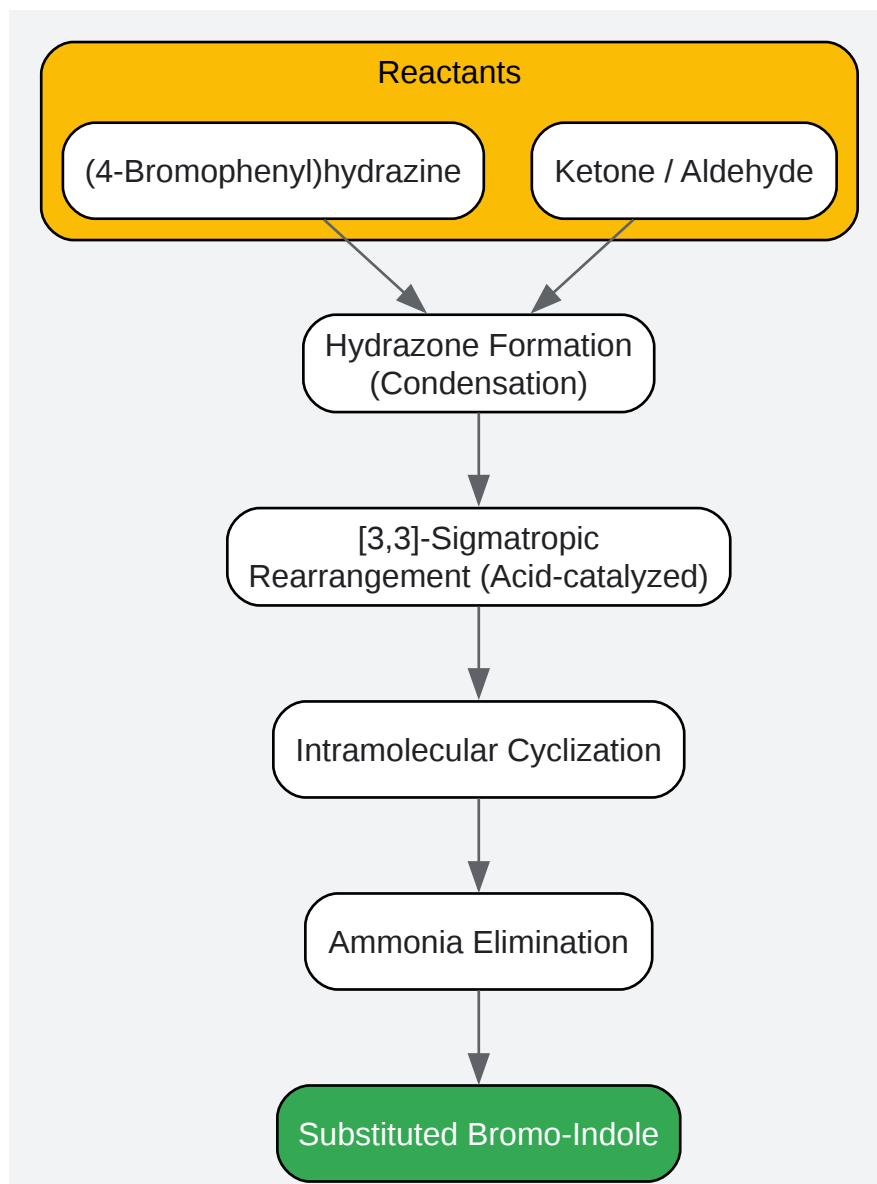 Reactants
(4-Bromophenyl)hydrazine
Ketone / Aldehyde
Hydrazone Formation
(Condensation)
[3,3]-Sigmatropic
Rearrangement (Acid-catalyzed)
Intramolecular Cyclization
Ammonia Elimination
Substituted Bromo-Indole